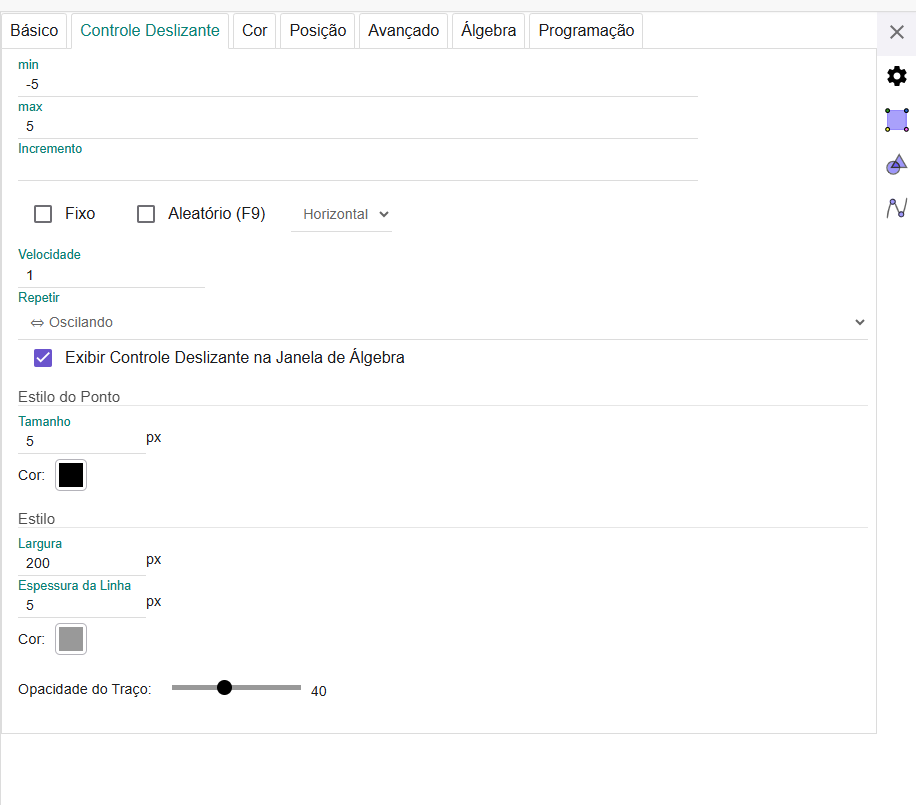 Básico Controle Deslizante Cor Posição Avançado Álgebra Programação
min
-5
max
5
Incremento
Fixo Aleatório (F9) Horizontal
Velocidade
1
Repetir
⇔ Oscilando
Exibir Controle Deslizante na Janela de Álgebra
Estilo do Ponto
Tamanho
5 px
Cor:
Estilo
Largura
200 px
Espessura da Linha
5 px
Cor:
Opacidade do Traço: 40